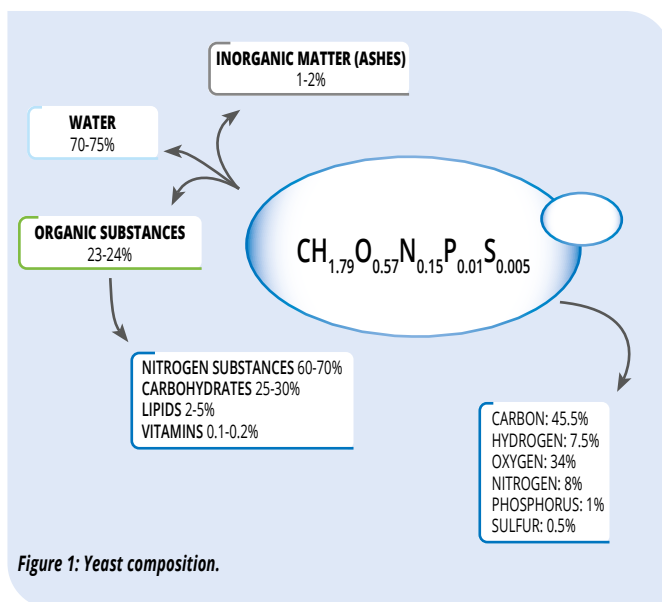 INORGANIC MATTER (ASHES)
1-2%
WATER
70-75%
ORGANIC SUBSTANCES
23-24%
CH1.79O0.57N0.15P0.01S0.005
NITROGEN SUBSTANCES 60-70%
CARBOHYDRATES 25-30%
LIPIDS 2-5%
VITAMINS 0.1-0.2%
CARBON: 45.5%
HYDROGEN: 7.5%
OXYGEN: 34%
NITROGEN: 8%
PHOSPHORUS: 1%
SULFUR: 0.5%
Figure 1: Yeast composition.